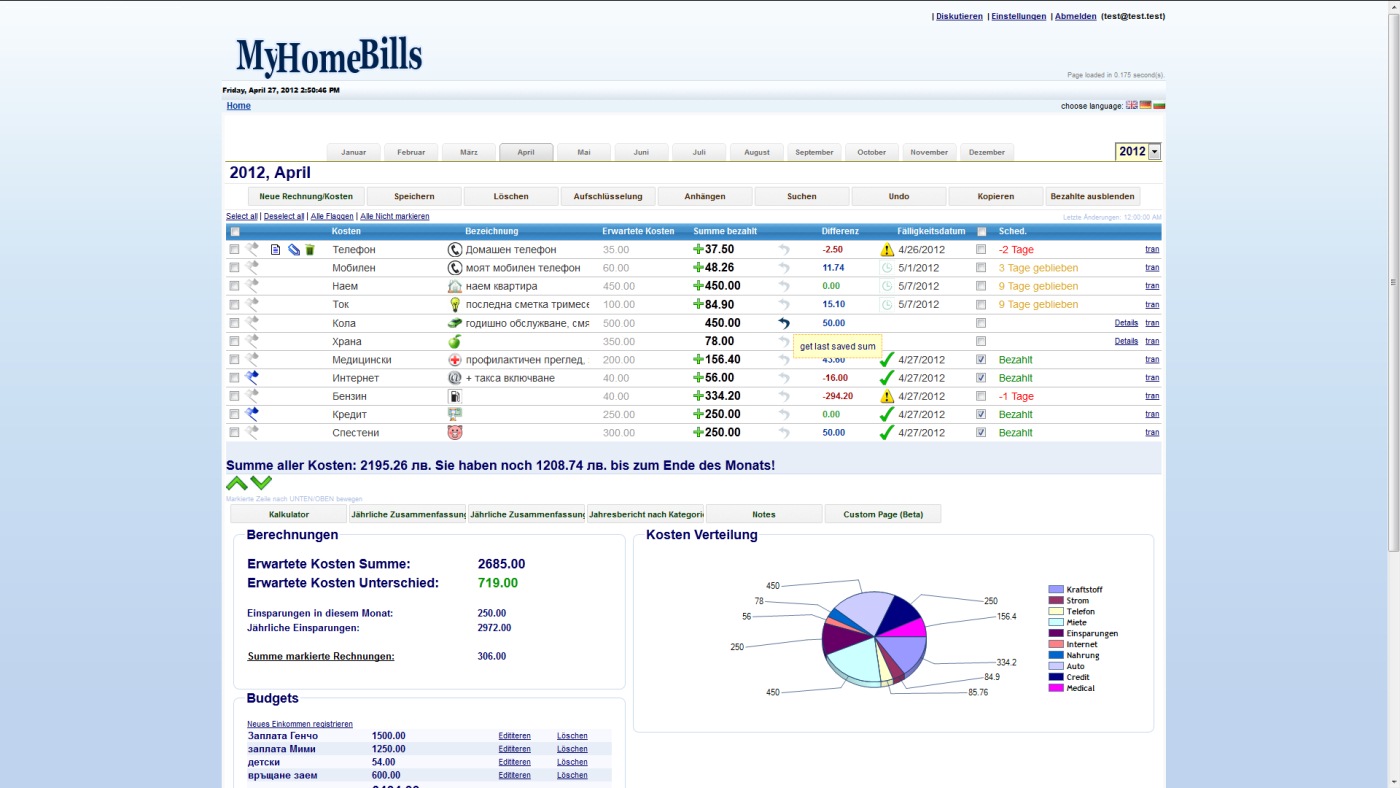 | Diskutieren | Einstellungen | Abmelden (test@test.test)
MyHomeBills
Page loaded in 0.175 second(s).
Friday, April 27, 2012 2:50:46 PM
Home choose language:
Januar Februar März April Mai Juni Juli August September October November Dezember 2012
2012, April
Neue Rechnung/Kosten Speichern Löschen Aufschlüsselung Anhängen Suchen Undo Kopieren Bezahlte ausblenden
Select all | Deselect all | Alle Flaggen | Alle Nicht markieren Letzte Änderungen: 12:00:00 AM
Kosten Bezeichnung Erwartete Kosten Summe bezahlt Differenz Fälligkeitsdatum Sched.
Телефон Домашен телефон 35.00 37.50 -2.50 4/26/2012 -2 Tage tran
Мобилен моят мобилен телефон 60.00 48.26 11.74 5/1/2012 3 Tage geblieben tran
Наем наем квартира 450.00 450.00 0.00 5/7/2012 9 Tage geblieben tran
Ток последна сметка тримесе 100.00 84.90 15.10 5/7/2012 9 Tage geblieben tran
Кола годишно обслужване, смя 500.00 450.00 50.00 Details tran
Храна 350.00 78.00 Details tran
get last saved sum
Медицински профилактичен преглед, 200.00 156.40 43.60 4/27/2012 Bezahlt tran
Интернет + такса включване 40.00 56.00 -16.00 4/27/2012 Bezahlt tran
Бензин 40.00 334.20 -294.20 4/27/2012 -1 Tage tran
Кредит 250.00 250.00 0.00 4/27/2012 Bezahlt tran
Спестени 300.00 250.00 50.00 4/27/2012 Bezahlt tran
Summe aller Kosten: 2195.26 лв. Sie haben noch 1208.74 лв. bis zum Ende des Monats!
Markierte Zeile nach UNTEN/OBEN bewegen
Kalkulator Jährliche Zusammenfassung Jährliche Zusammenfassung Jahresbericht nach Kategori Notes Custom Page (Beta)
Berechnungen
Erwartete Kosten Summe: 2685.00
Erwartete Kosten Unterschied: 719.00
Einsparungen in diesem Monat: 250.00
Jährliche Einsparungen: 2972.00
Summe markierte Rechnungen: 306.00
Kosten Verteilung
450
78
56
250
450
250
156.4
334.2
84.9
85.76
Kraftstoff
Strom
Telefon
Miete
Einsparungen
Internet
Nahrung
Auto
Credit
Medical
Budgets
Neues Einkommen registrieren
Заплата Генчо 1500.00 Edititeren Löschen
заплата Мими 1250.00 Edititeren Löschen
детски 54.00 Edititeren Löschen
връщане заем 600.00 Edititeren Löschen